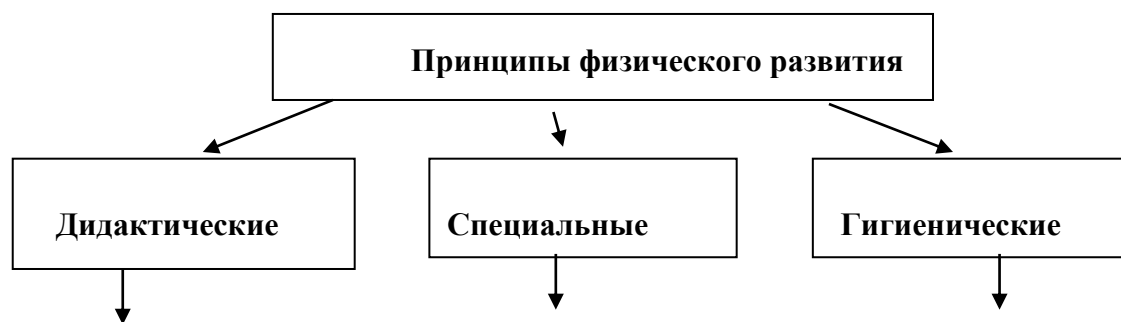 Принципы физического развития
Дидактические
Специальные
Гигиенические